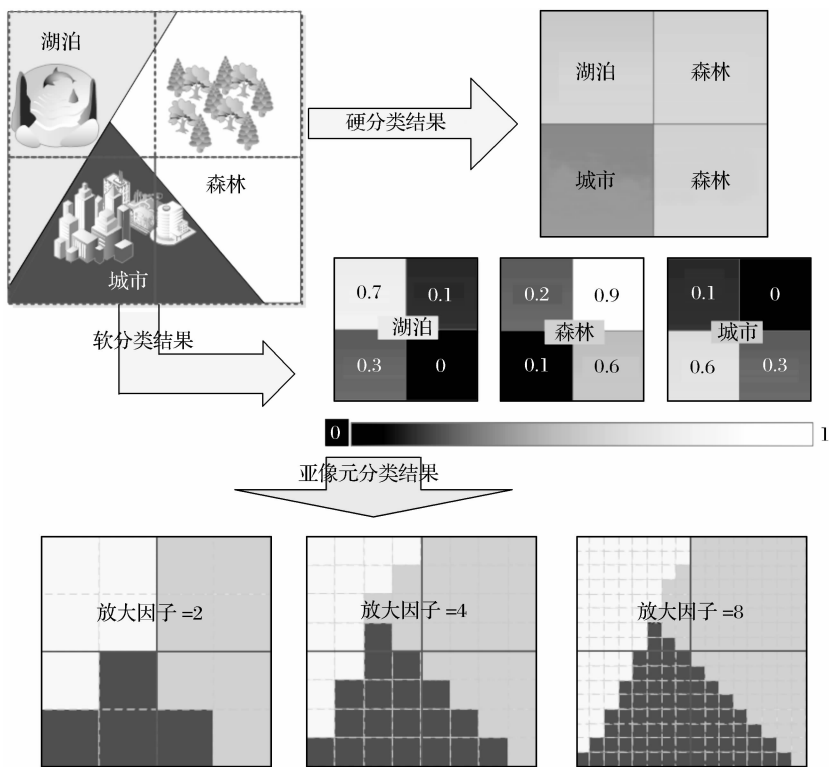 湖泊
森林
城市
硬分类结果
湖泊
森林
城市
森林
软分类结果
0.7
0.1
湖泊
0.3
0
0.2
0.9
森林
0.1
0.6
0.1
0
城市
0.6
0.3
0
1
亚像元分类结果
放大因子=2
放大因子=4
放大因子=8